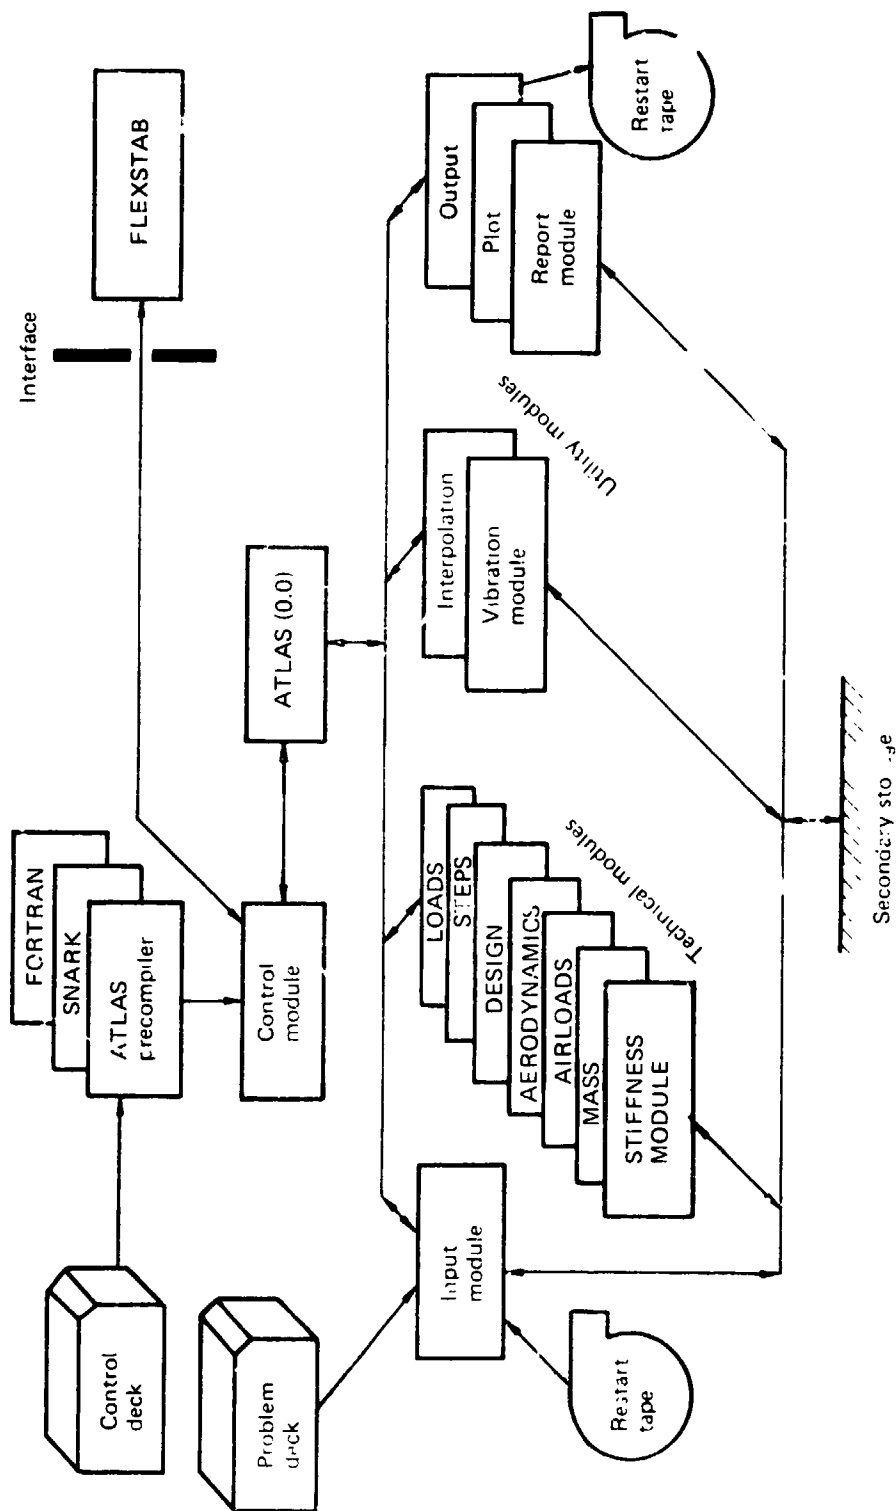 Control
deck
Problem
deck
FORTRAN
SNARK
ATLAS
precompiler
Control
module
Interface
FLEXSTAB
ATLAS (0.0)
Input
module
Restart
tape
LOADS
STEPS
DESIGN
AERODYNAMICS
AIRLOADS
MASS
STIFFNESS
MODULE
Technical modules
Interpolation
Vibration
module
Utility modules
Output
Plot
Report
module
Restart
tape
Secondary